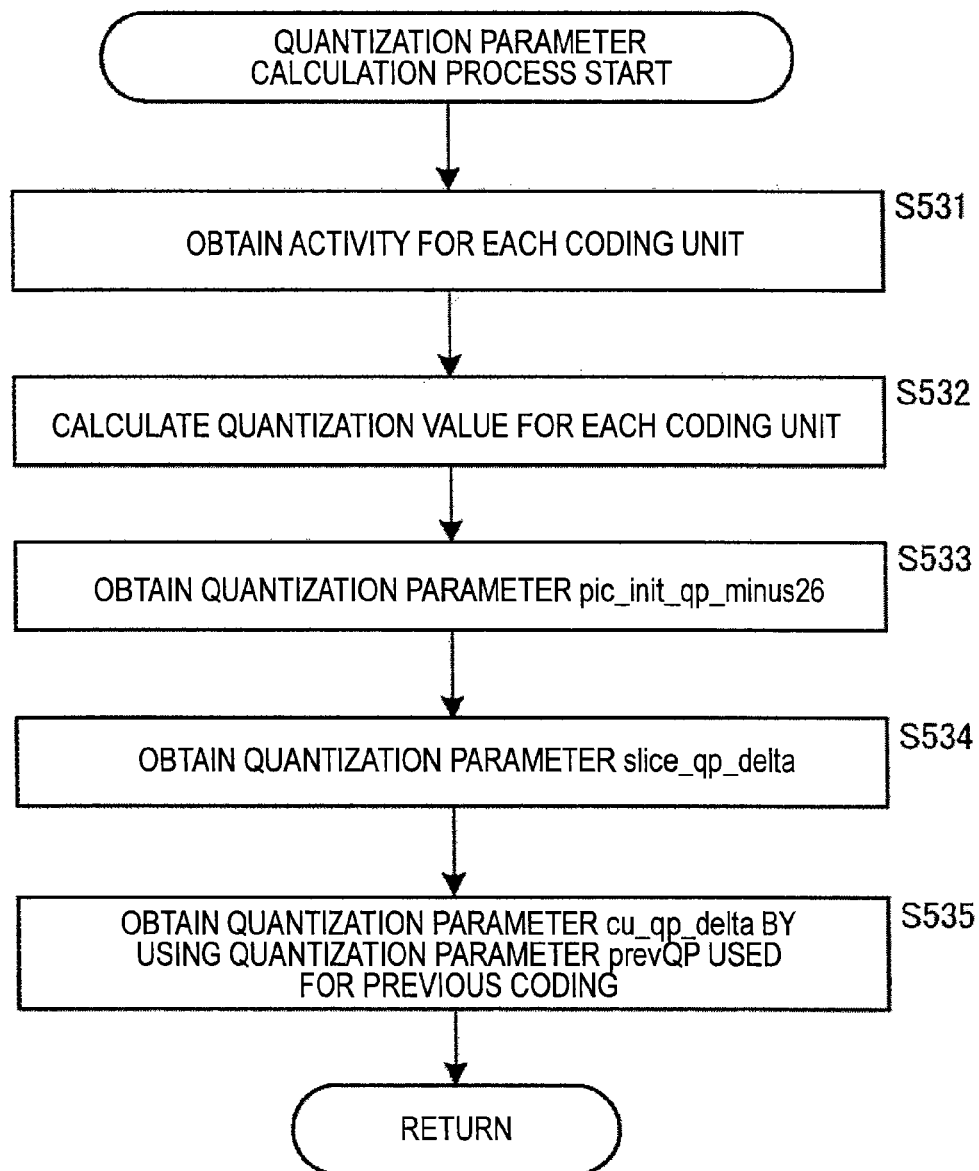 QUANTIZATION PARAMETER
CALCULATION PROCESS START
S531
OBTAIN ACTIVITY FOR EACH CODING UNIT
S532
CALCULATE QUANTIZATION VALUE FOR EACH CODING UNIT
S533
OBTAIN QUANTIZATION PARAMETER pic_init_qp_minus26
S534
OBTAIN QUANTIZATION PARAMETER slice_qp_delta
S535
OBTAIN QUANTIZATION PARAMETER cu_qp_delta BY
USING QUANTIZATION PARAMETER prevQP USED
FOR PREVIOUS CODING
RETURN